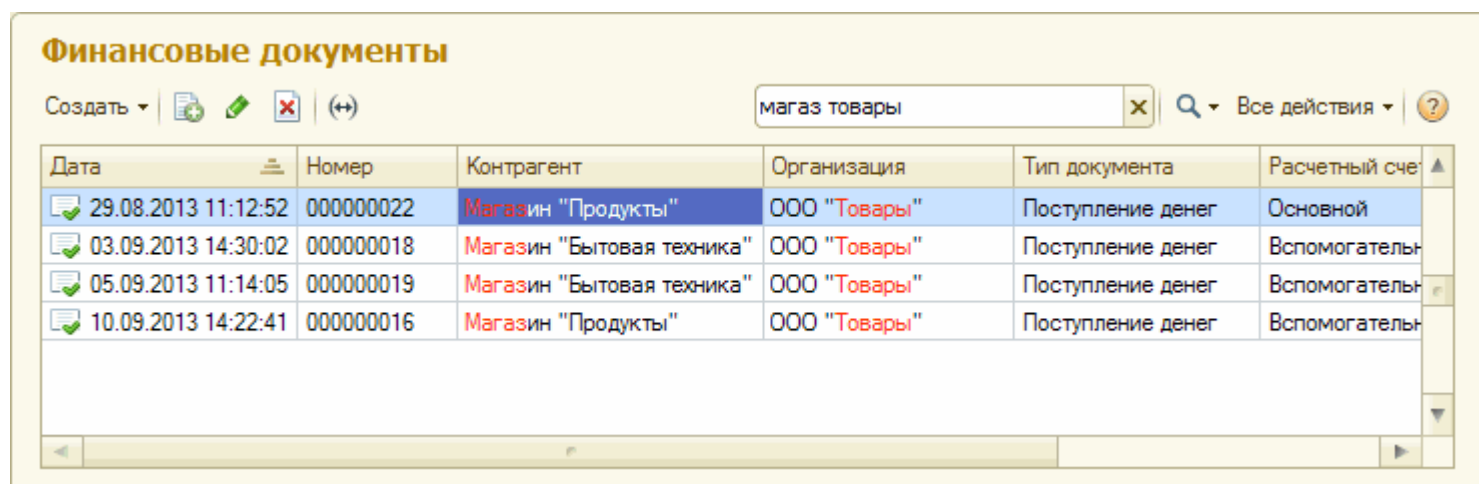 Финансовые документы
Создать магаз товары Все действия
Дата Номер Контрагент Организация Тип документа Расчетный сче
29.08.2013 11:12:52 000000022 Магазин "Продукты" ООО "Товары" Поступление денег Основной
03.09.2013 14:30:02 000000018 Магазин "Бытовая техника" ООО "Товары" Поступление денег Вспомогательн
05.09.2013 11:14:05 000000019 Магазин "Бытовая техника" ООО "Товары" Поступление денег Вспомогательн
10.09.2013 14:22:41 000000016 Магазин "Продукты" ООО "Товары" Поступление денег Вспомогательн